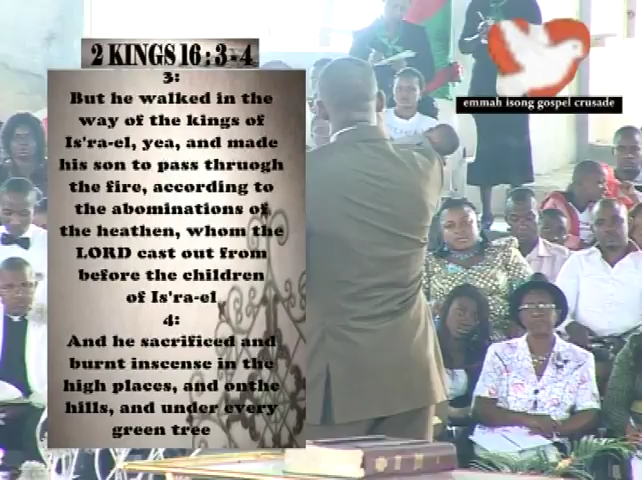 2 KINGS 16 : 3 - 4
3:
But he walked in the
way of the kings of
Is'ra-el, yea, and made
his son to pass thruogh
the fire, according to
the abominations of
the heathen, whom the
LORD cast out from
before the children
of Is'ra-el
4:
And he sacrificed and
burnt inscense in the
high places, and onthe
hills, and under every
green tree
emmah isong gospel crusade